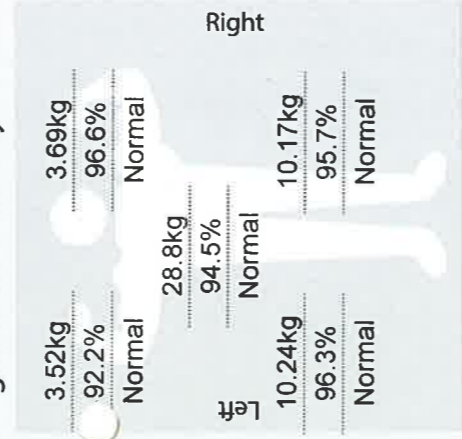 Right
3.52kg
92.2%
Normal
3.69kg
96.6%
Normal
28.8kg
94.5%
Normal
Left
10.24kg
96.3%
Normal
10.17kg
95.7%
Normal